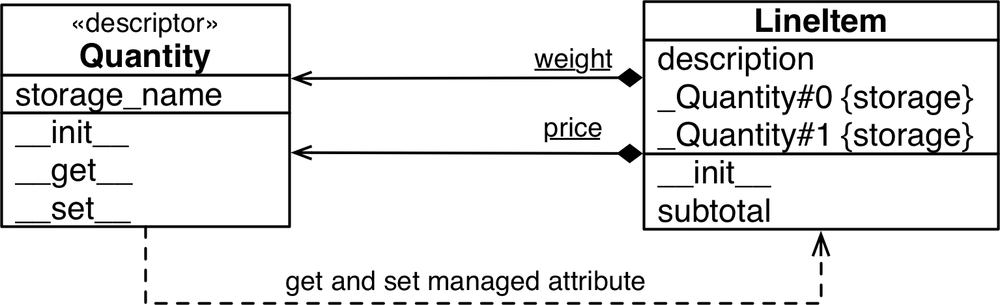 «descriptor»
Quantity
storage_name
__init__
__get__
__set__
weight
price
LineItem
description
_Quantity#0 {storage}
_Quantity#1 {storage}
__init__
subtotal
get and set managed attribute